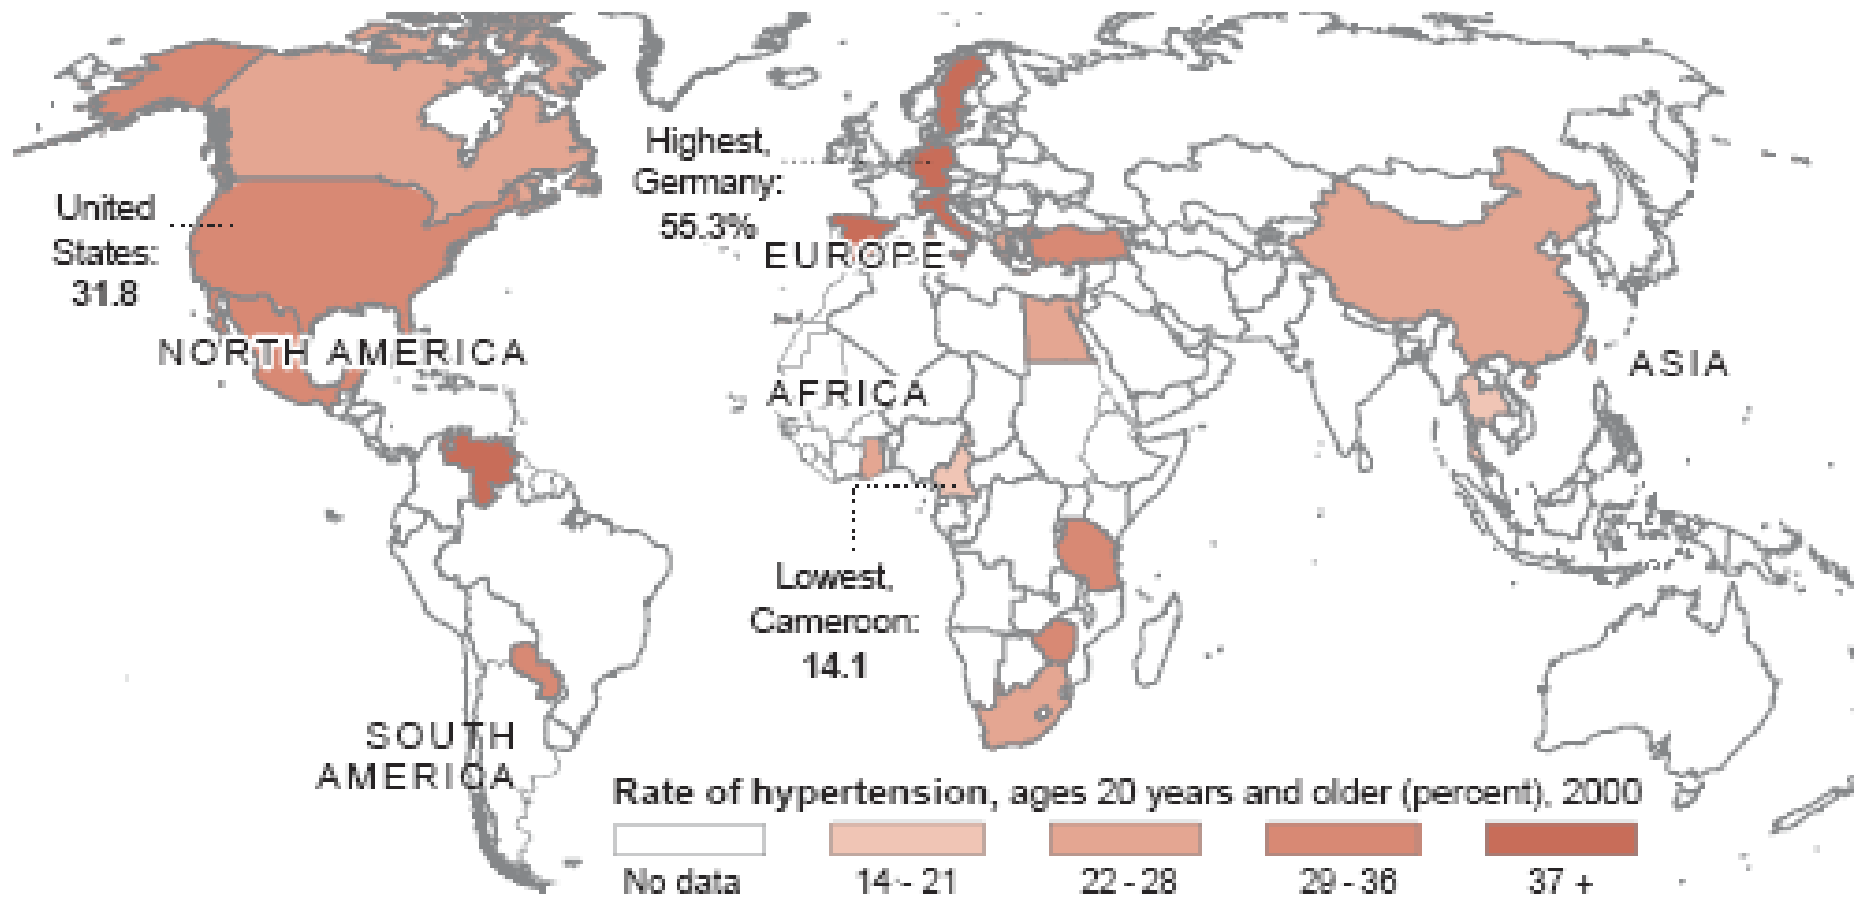 Highest,
Germany:
55.3%
United
States:
31.8
EUROPE
NORTH AMERICA
ASIA
AFRICA
Lowest,
Cameroon:
14.1
SOUTH
AMERICA
Rate of hypertension, ages 20 years and older (percent), 2000
No data 14 - 21 22 - 28 29 - 36 37 +